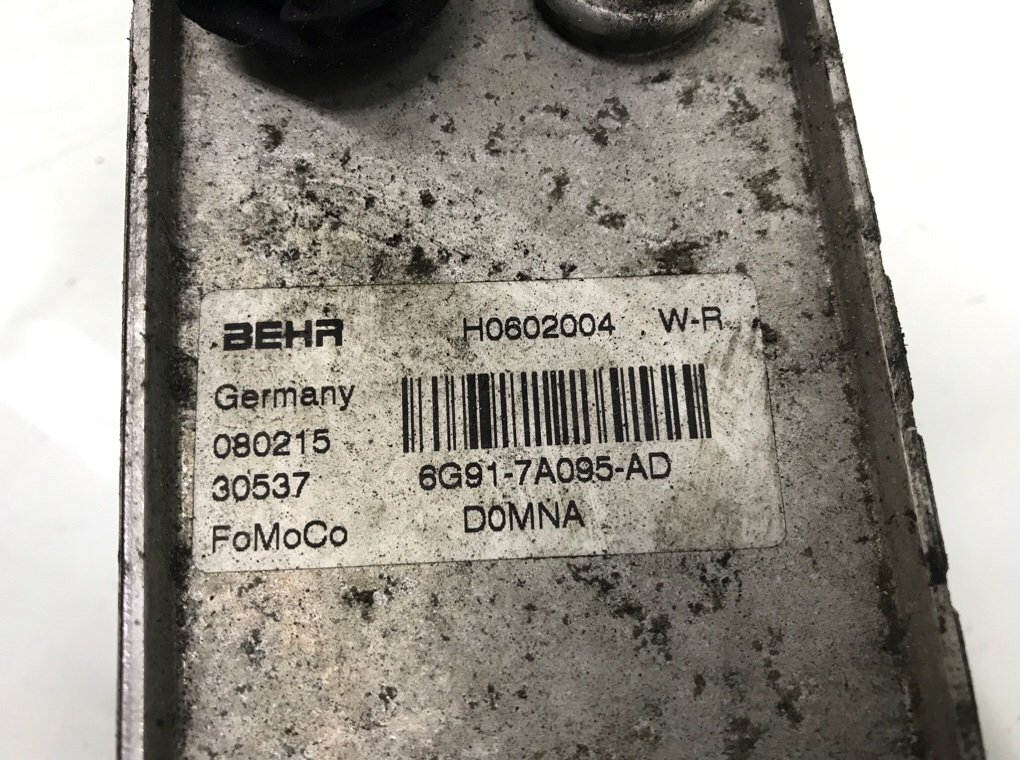 BEHR H0602004 W-R
Germany
080215
30537 6G91-7A095-AD
FoMoCo D0MNA